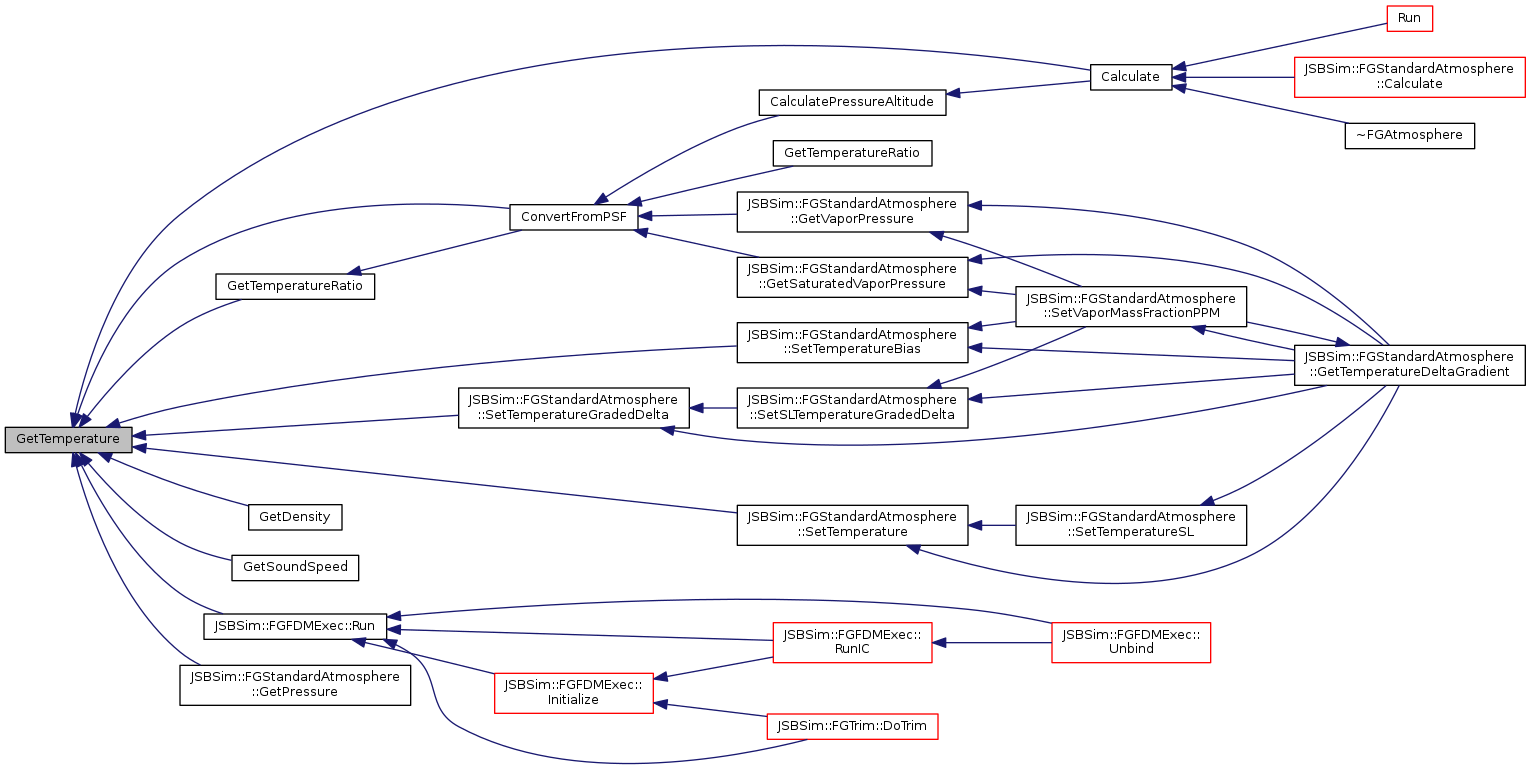 Run
JSBSim::FGStandardAtmosphere
::Calculate
Calculate
CalculatePressureAltitude
~FGAtmosphere
GetTemperatureRatio
JSBSim::FGStandardAtmosphere
::GetVaporPressure
ConvertFromPSF
JSBSim::FGStandardAtmosphere
::GetSaturatedVaporPressure
GetTemperatureRatio
JSBSim::FGStandardAtmosphere
::SetVaporMassFractionPPM
JSBSim::FGStandardAtmosphere
::SetTemperatureBias
JSBSim::FGStandardAtmosphere
::GetTemperatureDeltaGradient
JSBSim::FGStandardAtmosphere
::SetTemperatureGradedDelta
JSBSim::FGStandardAtmosphere
::SetSLTemperatureGradedDelta
GetTemperature
GetDensity
JSBSim::FGStandardAtmosphere
::SetTemperature
JSBSim::FGStandardAtmosphere
::SetTemperatureSL
GetSoundSpeed
JSBSim::FGFDMExec::Run
JSBSim::FGFDMExec::
RunIC
JSBSim::FGFDMExec::
Unbind
JSBSim::FGStandardAtmosphere
::GetPressure
JSBSim::FGFDMExec::
Initialize
JSBSim::FGTrim::DoTrim